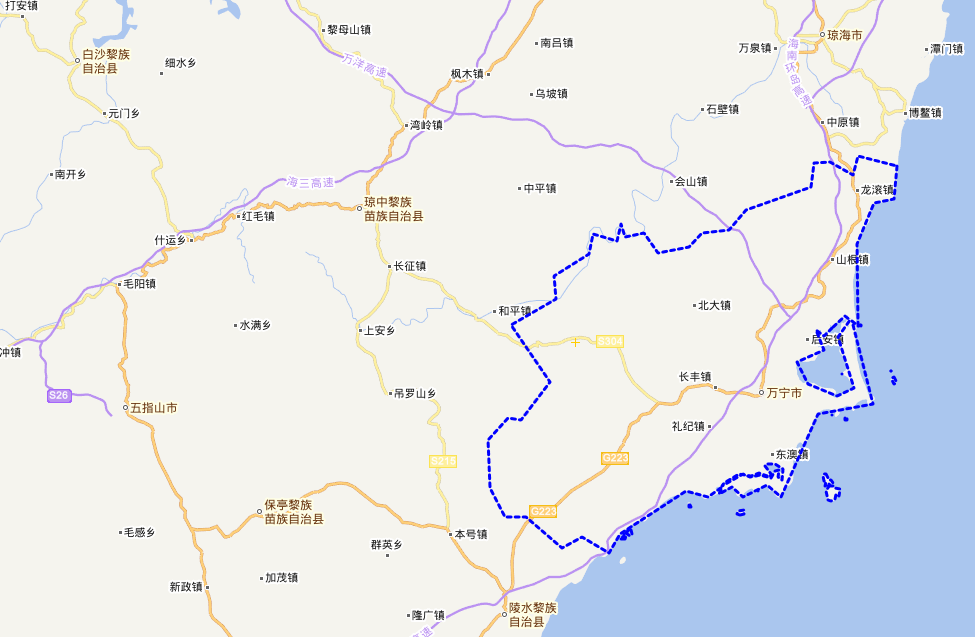 打安镇
黎母山镇
琼海市
南吕镇
万泉镇
潭门镇
白沙黎族
自治县
细水乡
万洋高速
枫木镇
海南环岛高速
乌坡镇
元门乡
石壁镇
博鳌镇
湾岭镇
中原镇
南开乡
海三高速
中平镇
会山镇
龙滚镇
琼中黎族
苗族自治县
红毛镇
什运乡
山根镇
长征镇
毛阳镇
和平镇
北大镇
水满乡
上安乡
后安镇
S304
冲镇
长丰镇
S26
吊罗山乡
万宁市
五指山市
礼纪镇
东澳镇
G223
保亭黎族
苗族自治县
G223
毛感乡
本号镇
群英乡
加茂镇
新政镇
陵水黎族
自治县
隆广镇
高速